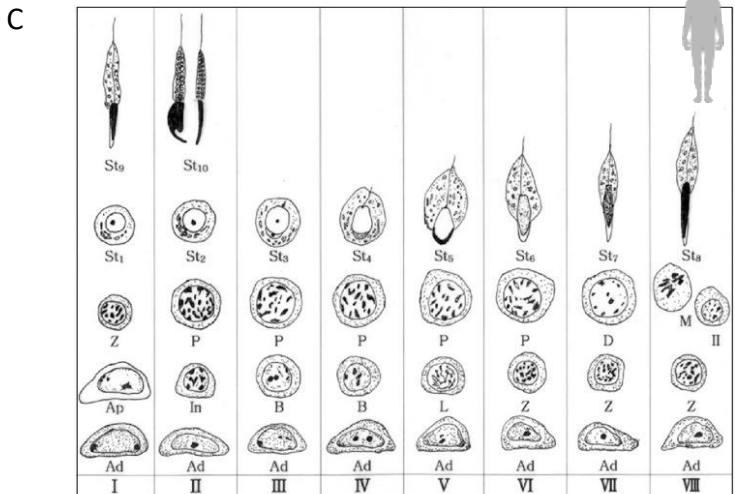 C
St9 St10
St1 St2 St3 St4 St5 St6 St7 St8
Z P P P P P D M II
Ap In B B L Z Z Z
Ad Ad Ad Ad Ad Ad Ad Ad
I II III IV V VI VII VIII